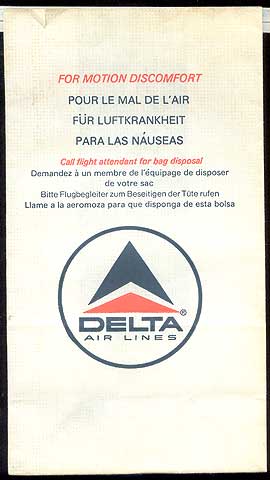 FOR MOTION DISCOMFORT
POUR LE MAL DE L'AIR
FÜR LUFTKRANKHEIT
PARA LAS NÁUSEAS
Call flight attendant for bag disposal
Demandez à un membre de l'équipage de disposer
de votre sac
Bitte Flugbegleiter zum Beseitigen der Tüte rufen
Llame a la aeromoza para que disponga de esta bolsa
DELTA®
AIR LINES